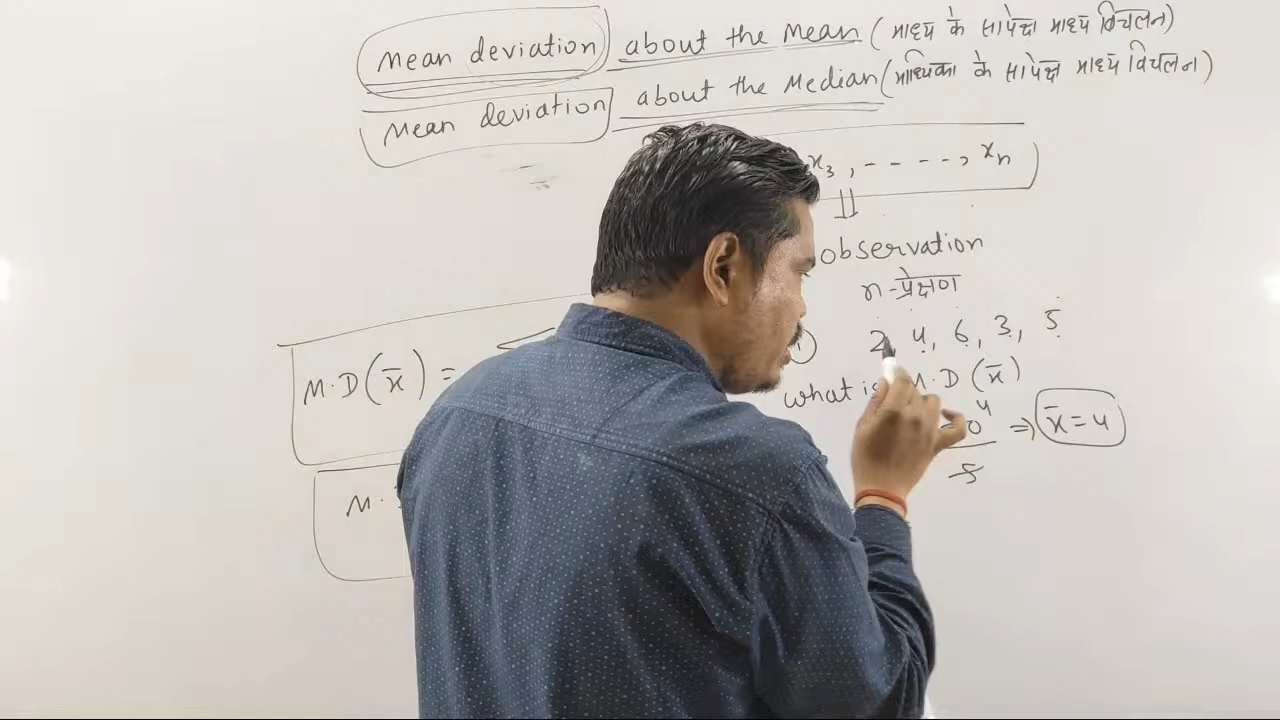 Mean deviation about the Mean (माध्य के सापेक्ष माध्य विचलन)
Mean deviation about the Median (माध्यिका के सापेक्ष माध्य विचलन)
x₃, - - - - -, xₙ
observation
n-प्रेक्षण
2, 4, 6, 3, 5
M.D(x̄) =
what is M.D (x̄)
4
0 ⇒ x̄ = 4
5
M.